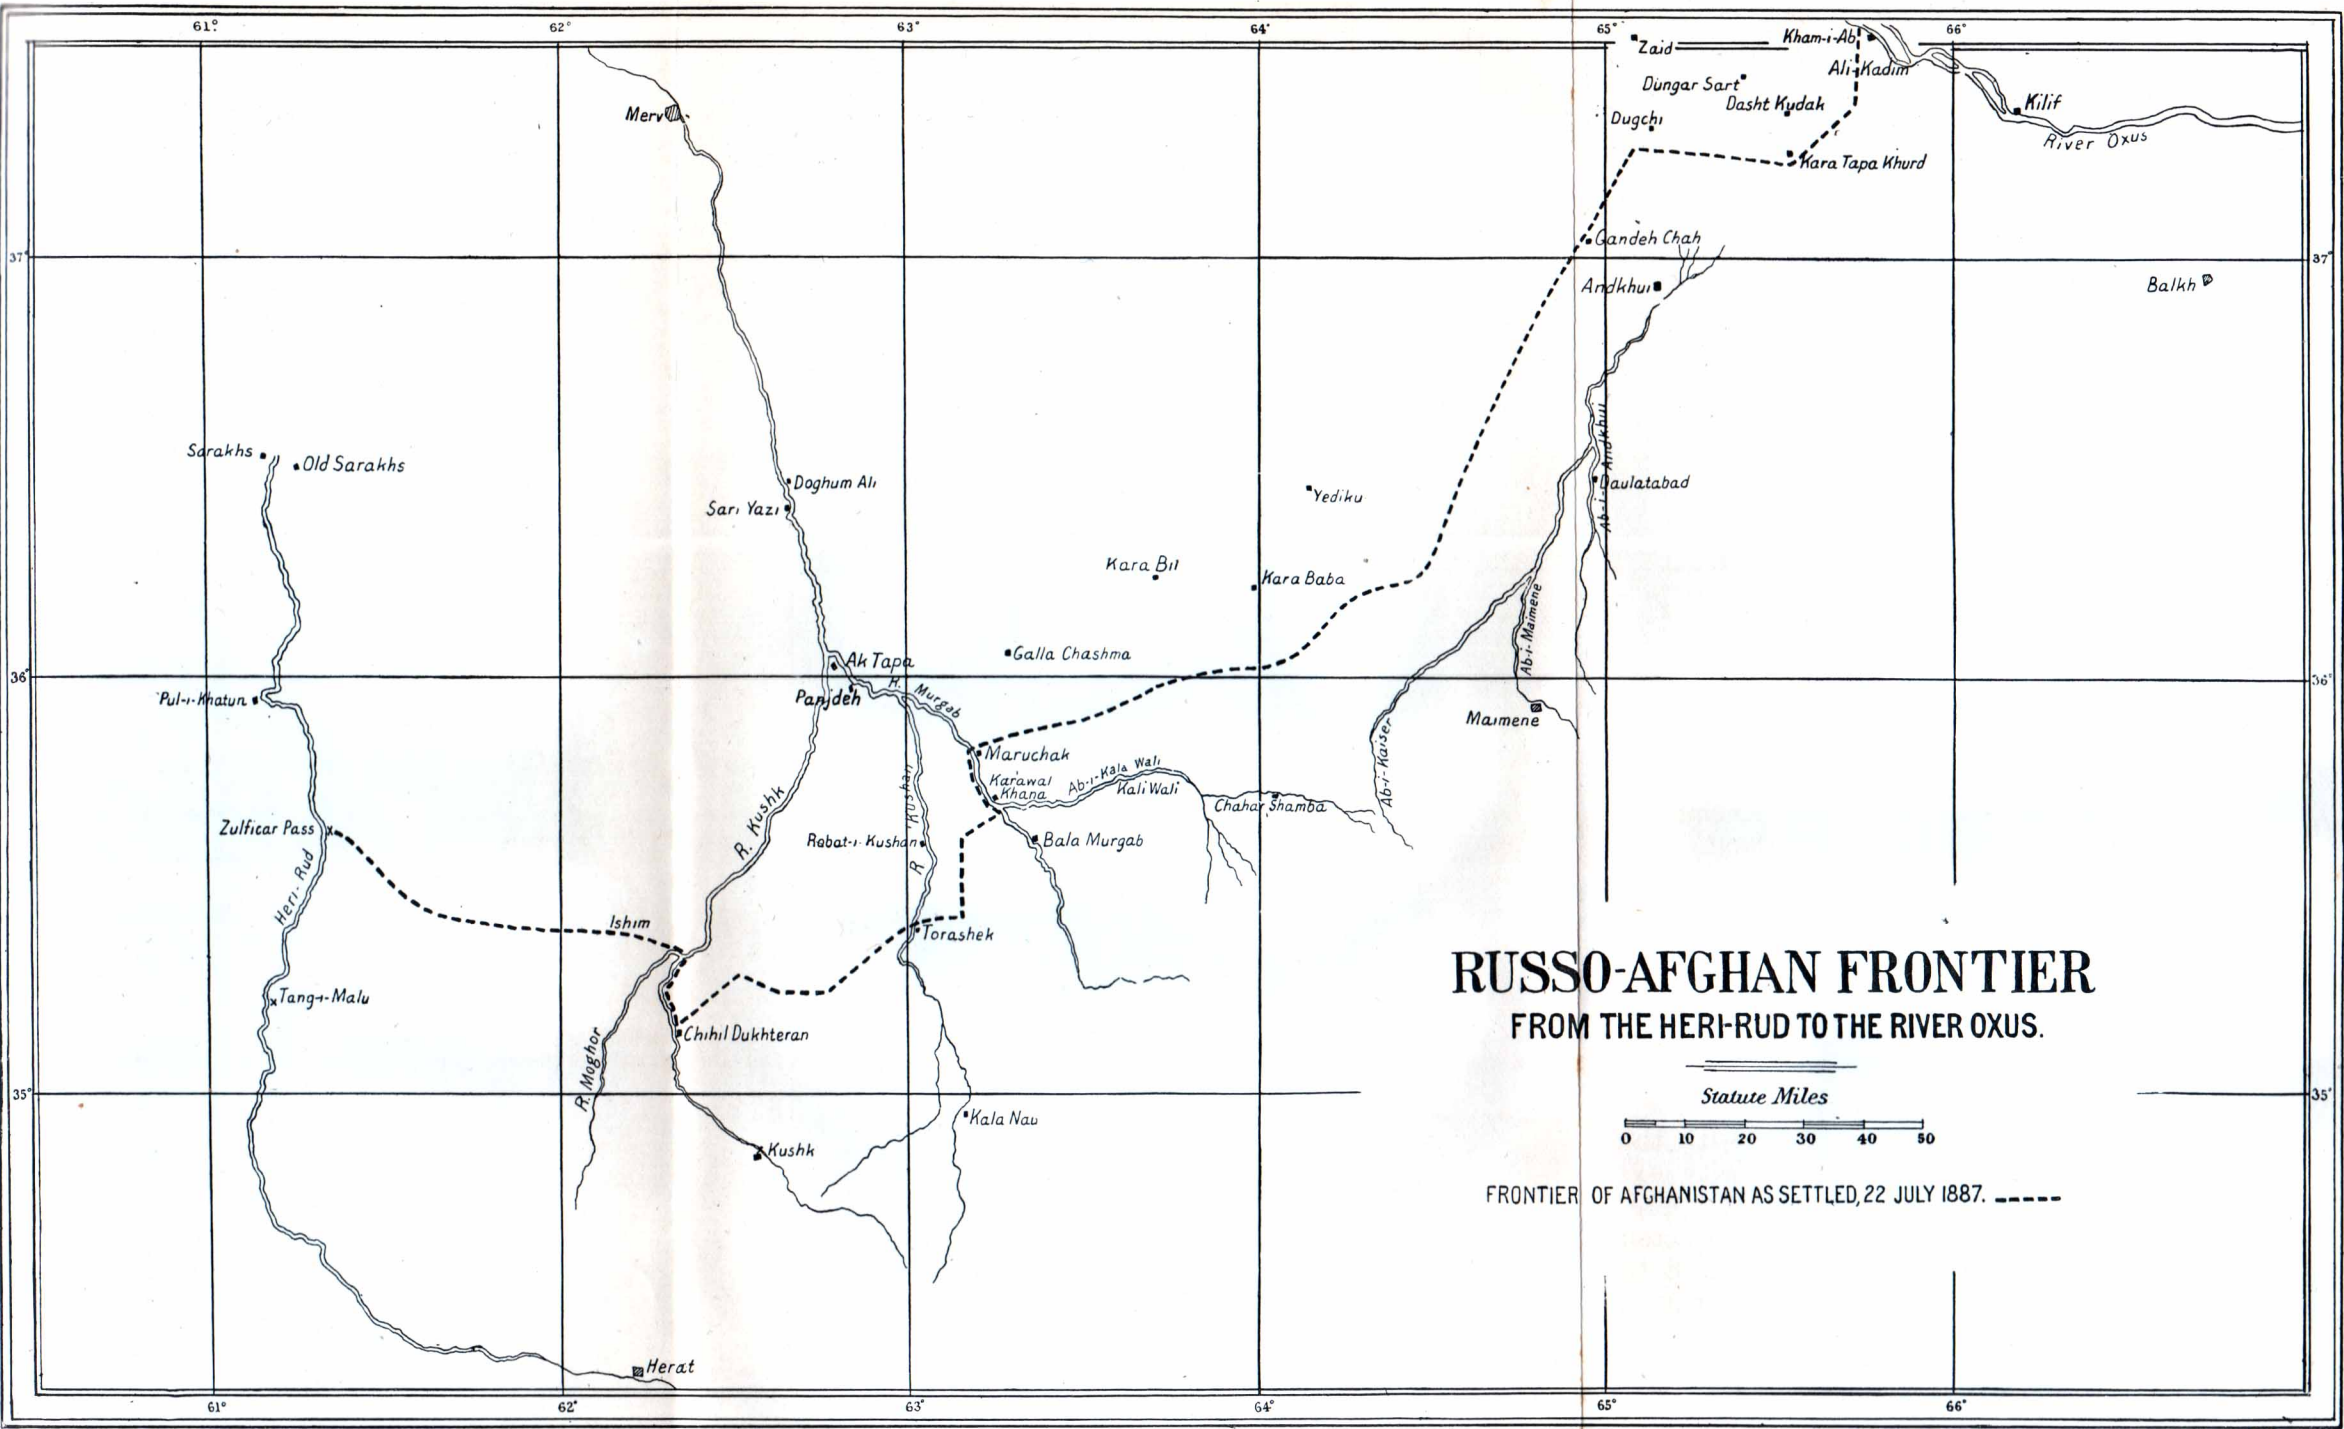 61° 62° 63° 64° 65° 66°
Zaid
Kham-i-Ab
Ali-Kadim
Dungar Sart
Dasht Kudak
Kilif
Merv
Dugchi
River Oxus
Kara Tapa Khurd
Gandeh Chah
37° 37°
Andkhui
Balkh
Sarakhs
Old Sarakhs
Doghum Ali
Sari Yazi
Yediku
Ab-i-Andkhui
Daulatabad
Kara Bil
Kara Baba
Ab-i-Maimene
Galla Chashma
Ak Tapa
36° 36°
Pul-i-Khatun
Panjdeh
R. Murgab
Maimene
Maruchak
Ab-i-Kaiser
Karawal
Khana
Ab-i-Kala Wali
Kali Wali
Chahar Shamba
Zulficar Pass
R. Kushk
R. Kushan
Robat-i-Kushan
Bala Murgab
Heri-Rud
Ishim
Torashek
Tang-i-Malu
Chihil Dukhteran
R. Moghor
35° 35°
Kala Nau
Kushk
Herat
RUSSO-AFGHAN FRONTIER
FROM THE HERI-RUD TO THE RIVER OXUS.
Statute Miles
0 10 20 30 40 50
FRONTIER OF AFGHANISTAN AS SETTLED, 22 JULY 1887.
61° 62° 63° 64° 65° 66°